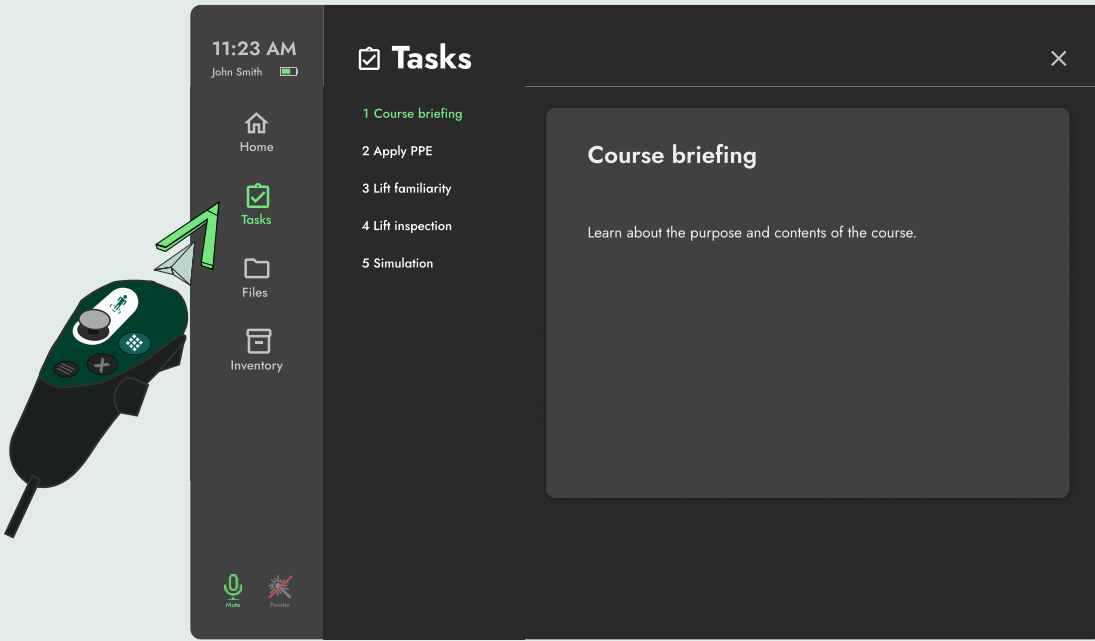 11:23 AM
John Smith
Home
Tasks
Files
Inventory
Mute
Pointer
Tasks
1 Course briefing
2 Apply PPE
3 Lift familiarity
4 Lift inspection
5 Simulation
Course briefing
Learn about the purpose and contents of the course.